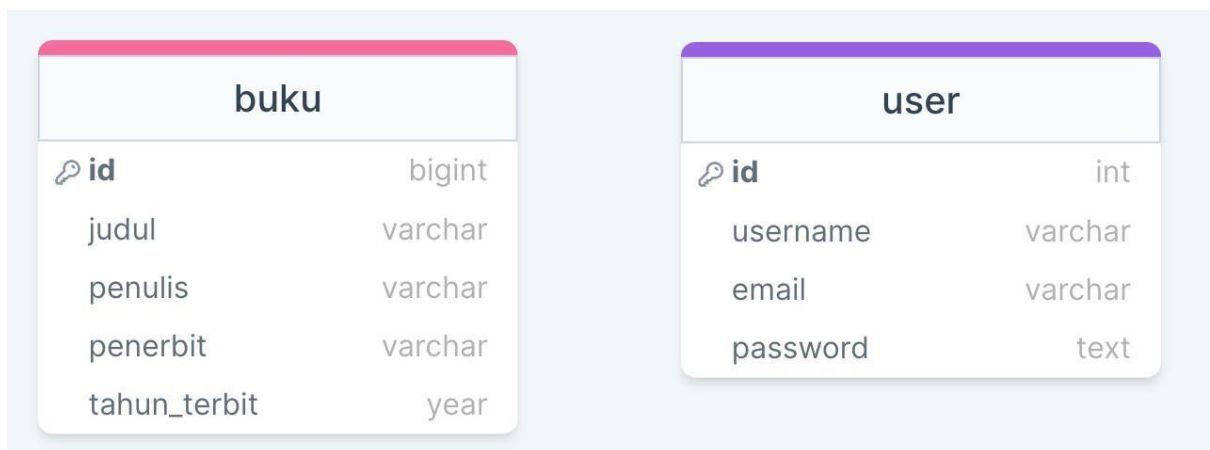 buku
id bigint
judul varchar
penulis varchar
penerbit varchar
tahun_terbit year
user
id int
username varchar
email varchar
password text